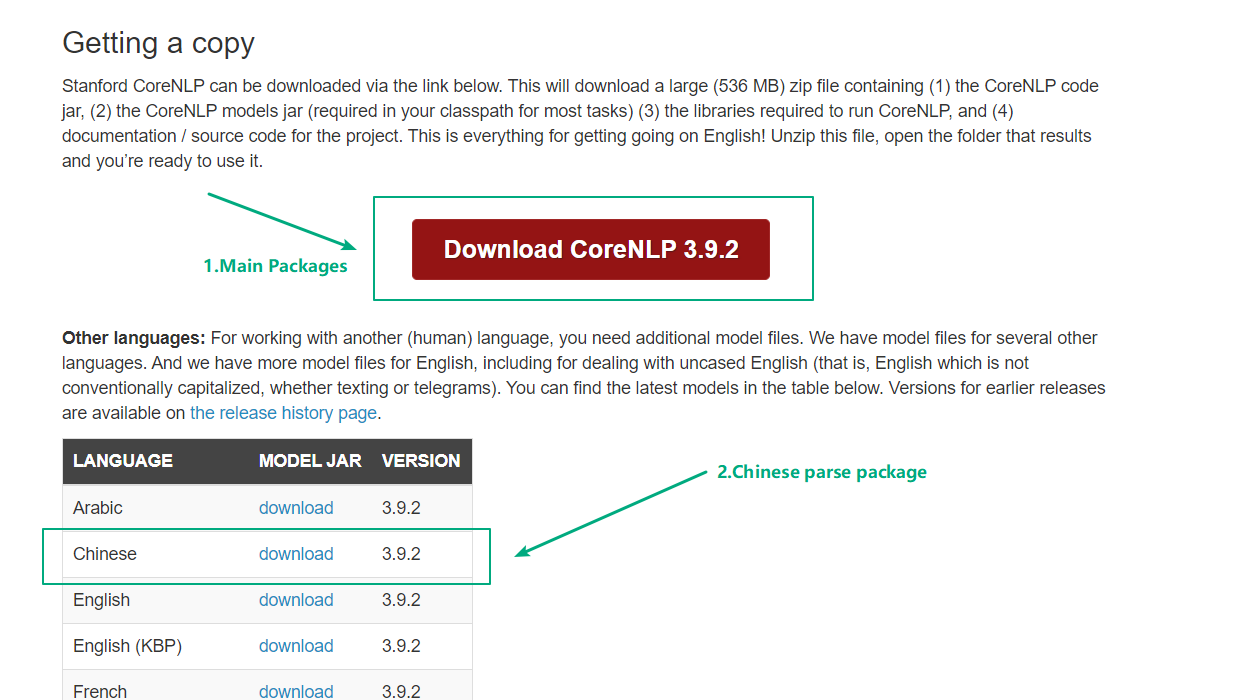 Getting a copy
Stanford CoreNLP can be downloaded via the link below. This will download a large (536 MB) zip file containing (1) the CoreNLP code
jar, (2) the CoreNLP models jar (required in your classpath for most tasks) (3) the libraries required to run CoreNLP, and (4)
documentation / source code for the project. This is everything for getting going on English! Unzip this file, open the folder that results
and you’re ready to use it.
Download CoreNLP 3.9.2
1.Main Packages
Other languages: For working with another (human) language, you need additional model files. We have model files for several other
languages. And we have more model files for English, including for dealing with uncased English (that is, English which is not
conventionally capitalized, whether texting or telegrams). You can find the latest models in the table below. Versions for earlier releases
are available on the release history page.
LANGUAGE MODEL JAR VERSION
2.Chinese parse package
Arabic download 3.9.2
Chinese download 3.9.2
English download 3.9.2
English (KBP) download 3.9.2
French download 3.9.2